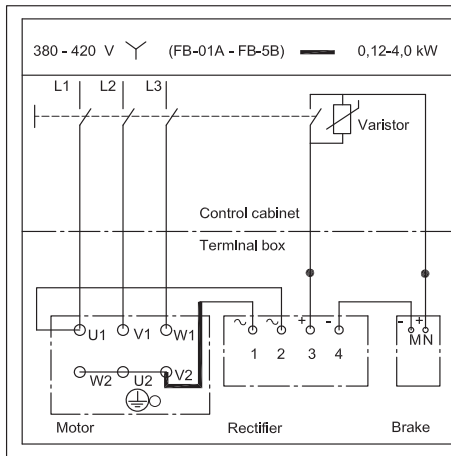 380 - 420 V (FB-01A - FB-5B) 0,12-4,0 kW
L1 L2 L3
Varistor
Control cabinet
Terminal box
U1 V1 W1
~ ~ + -
- +
MN
1 2 3 4
W2 U2 V2
Motor Rectifier Brake